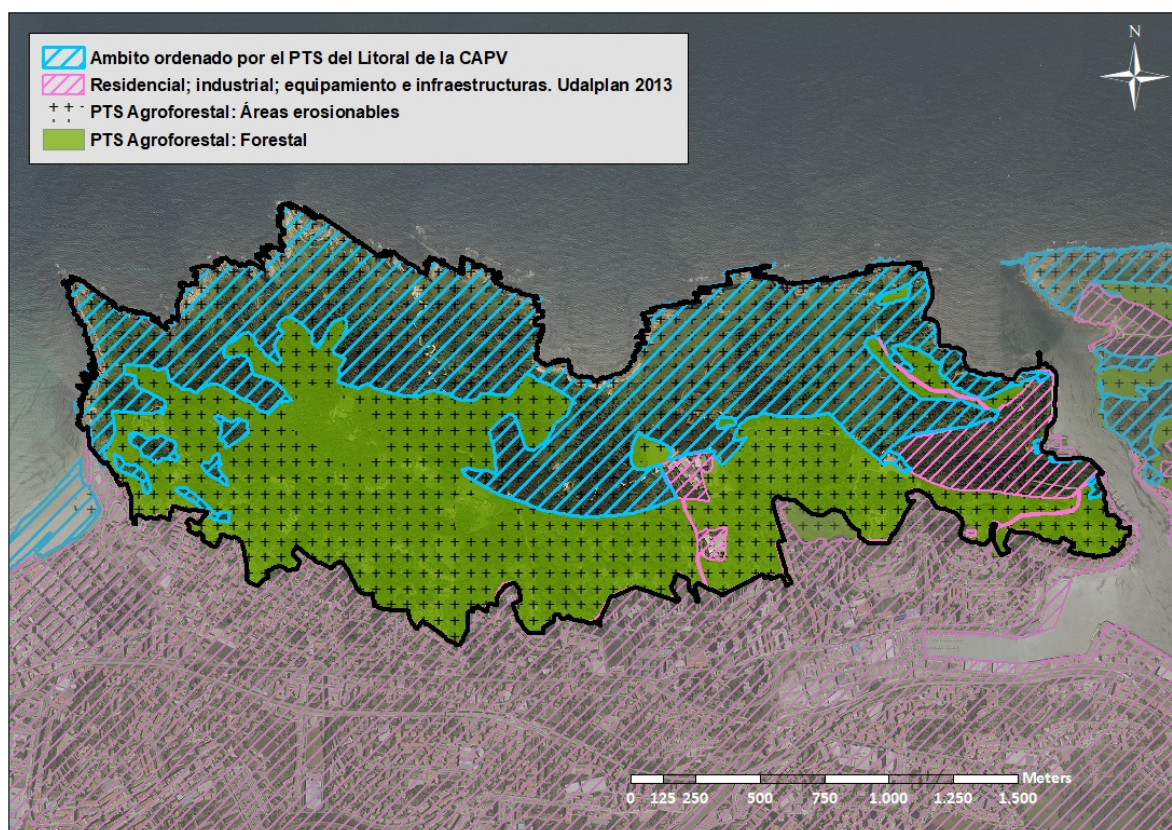 Ambito ordenado por el PTS del Litoral de la CAPV
Residencial; industrial; equipamiento e infraestructuras. Udalplan 2013
PTS Agroforestal: Áreas erosionables
PTS Agroforestal: Forestal
N
Meters
0 125 250 500 750 1.000 1.250 1.500